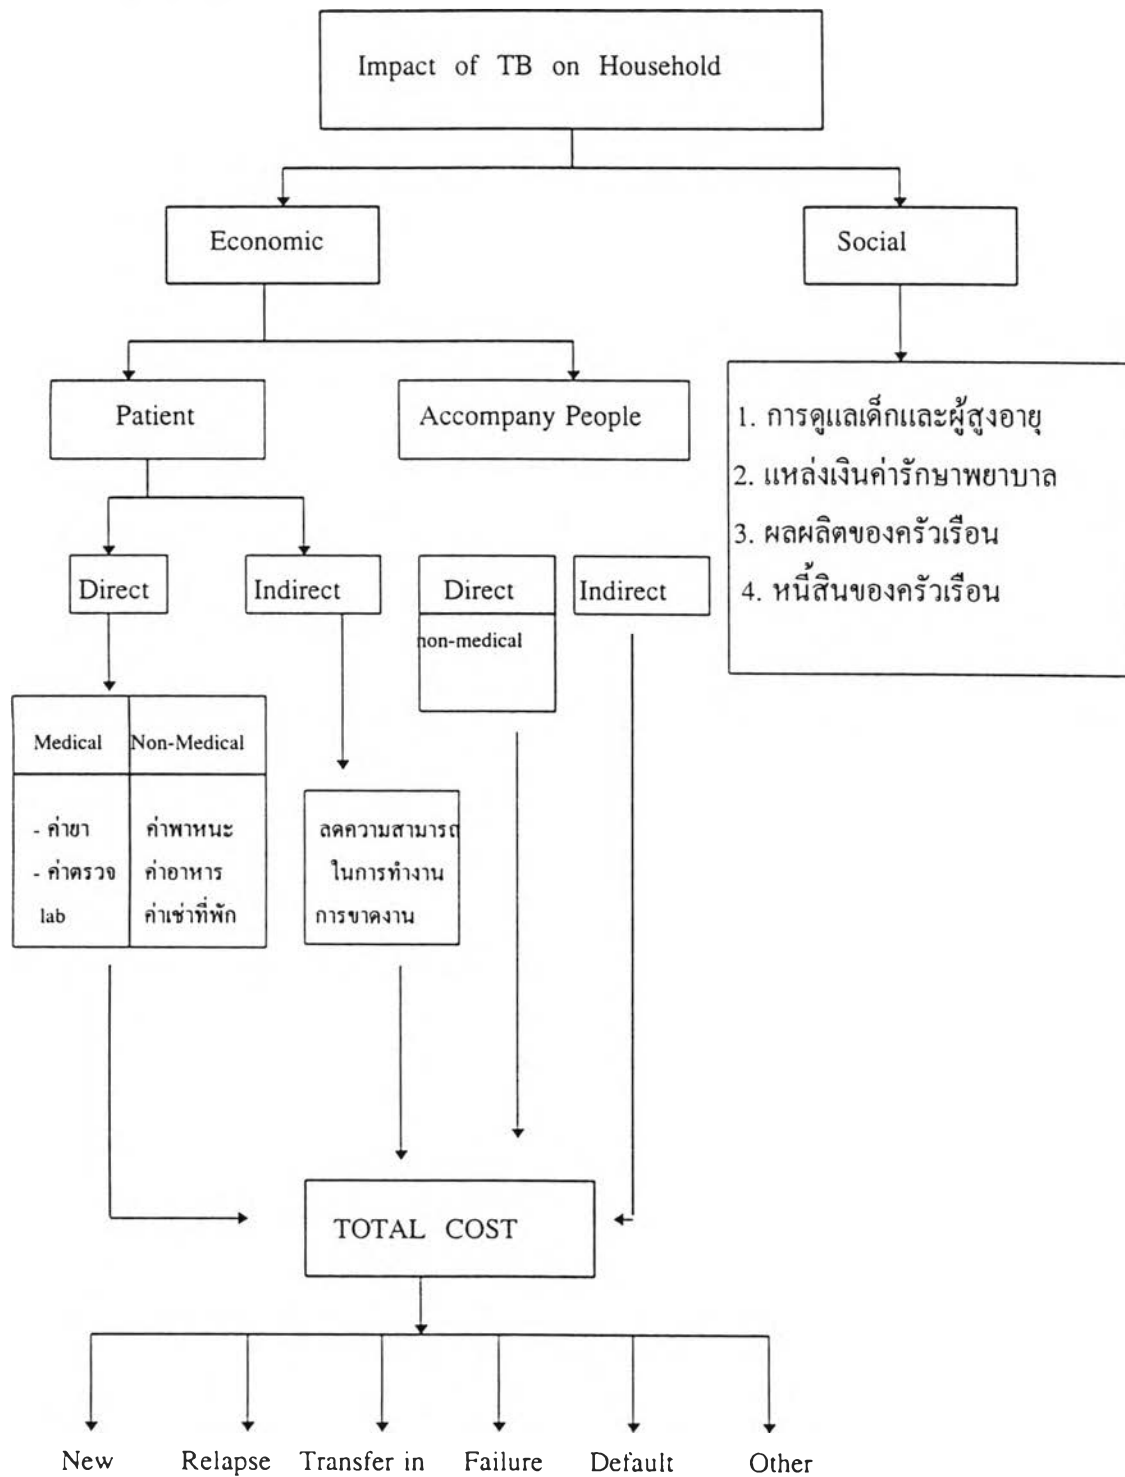 Impact of TB on Household
Economic
Social
Patient
Accompany People
1. การดูแลเด็กและผู้สูงอายุ
2. แหล่งเงินค่ารักษาพยาบาล
3. ผลผลิตของครัวเรือน
4. หนี้สินของครัวเรือน
Direct
Indirect
Direct
Indirect
non-medical
Medical
Non-Medical
- ค่ายา
- ค่าตรวจ
lab
ค่าพาหนะ
ค่าอาหาร
ค่าเช่าที่พัก
ลดความสามารถ
ในการทำงาน
การขาดงาน
TOTAL COST
New
Relapse
Transfer in
Failure
Default
Other